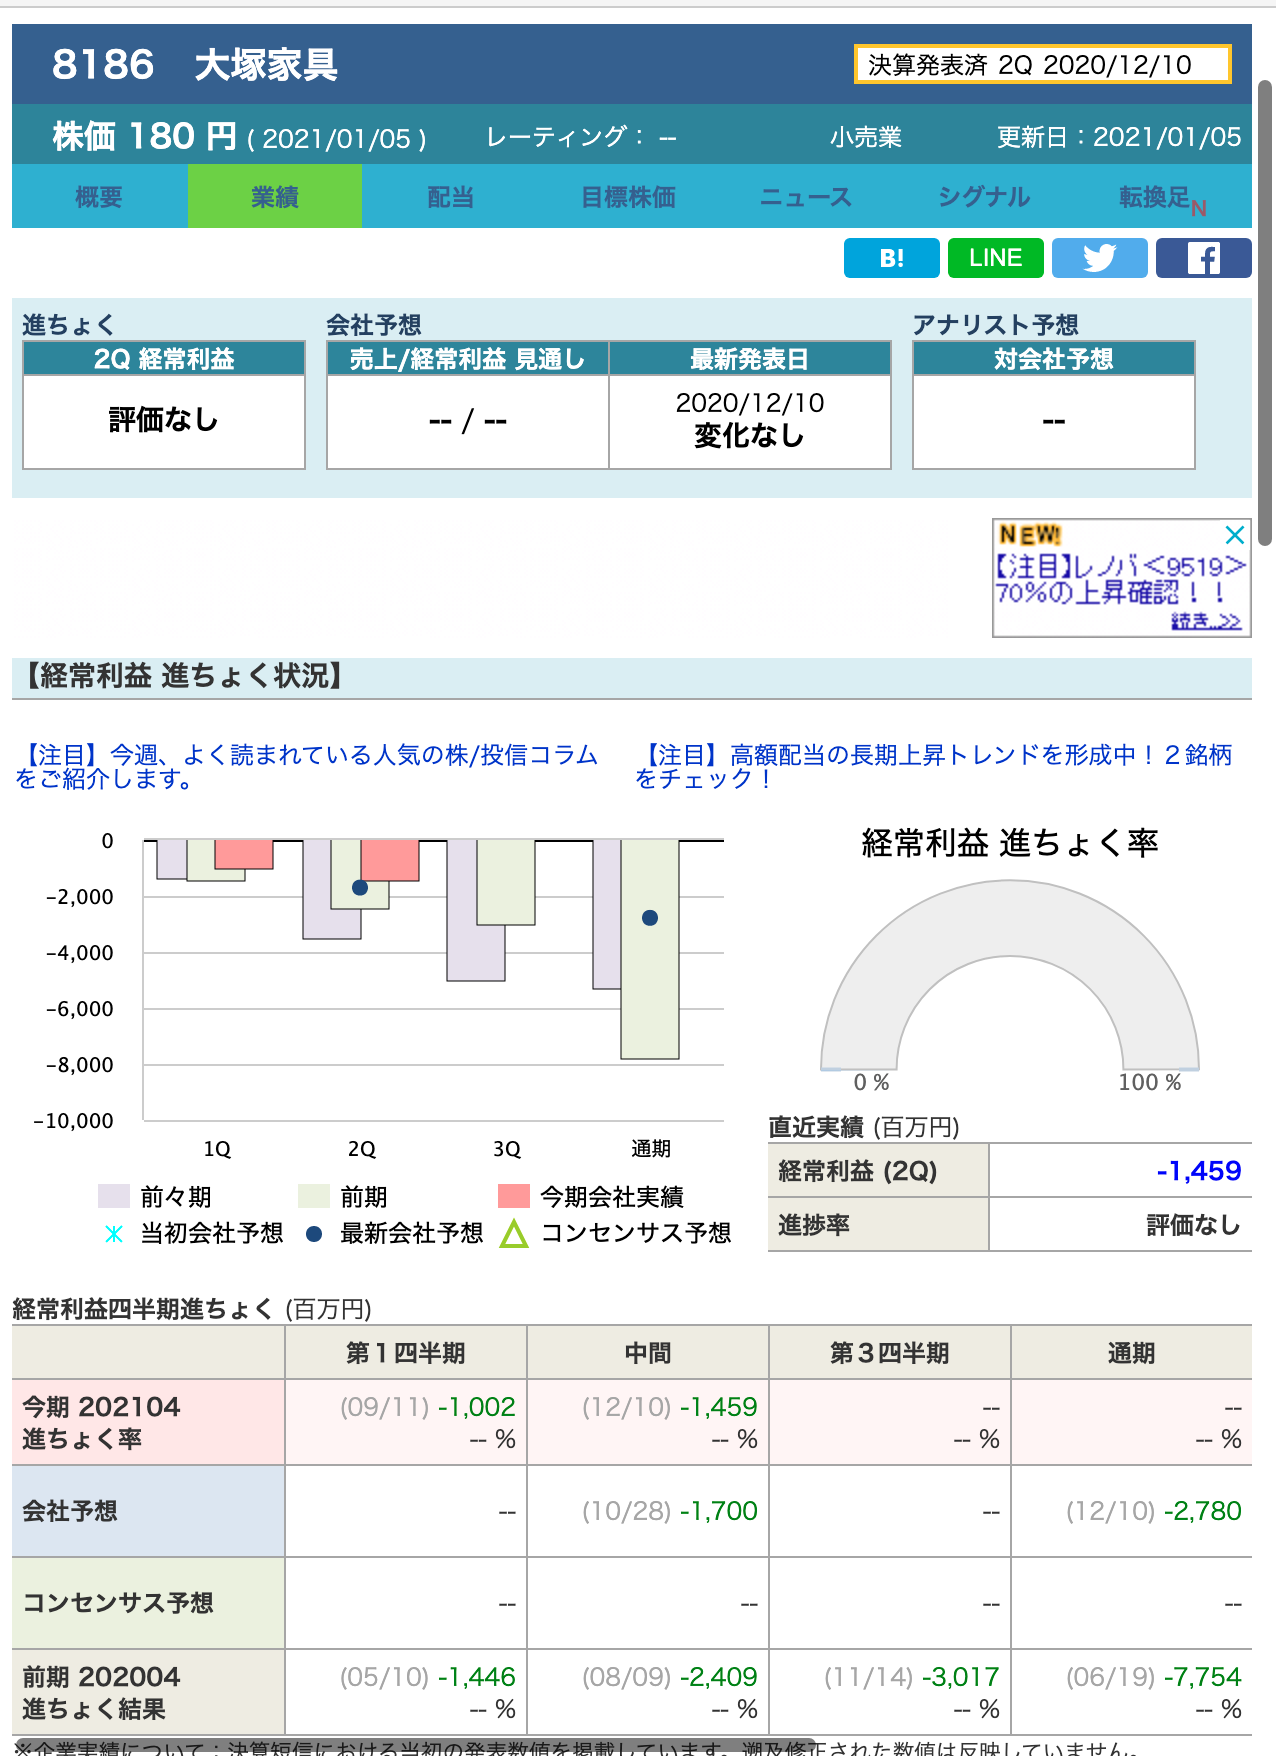 8186　大塚家具
決算発表済 2Q 2020/12/10
株価 180 円 ( 2021/01/05 )　レーティング： --　小売業　更新日：2021/01/05
概要　業績　配当　目標株価　ニュース　シグナル　転換足N
B!　LINE
進ちょく　会社予想　アナリスト予想
2Q 経常利益　売上/経常利益 見通し　最新発表日　対会社予想
評価なし　-- / --　2020/12/10　--
変化なし
NEW!
【注目】レノバ<9519>
70%の上昇確認！！
続き..>>
【経常利益 進ちょく状況】
【注目】今週、よく読まれている人気の株/投信コラム
をご紹介します。
【注目】高額配当の長期上昇トレンドを形成中！２銘柄
をチェック！
0
-2,000
-4,000
-6,000
-8,000
-10,000
1Q　2Q　3Q　通期
前々期　前期　今期会社実績
当初会社予想　最新会社予想　コンセンサス予想
経常利益 進ちょく率
0 %　100 %
直近実績 (百万円)
経常利益 (2Q)　-1,459
進捗率　評価なし
経常利益四半期進ちょく (百万円)
第１四半期　中間　第３四半期　通期
今期 202104　(09/11) -1,002　(12/10) -1,459　--　--
進ちょく率　-- %　-- %　-- %　-- %
会社予想　--　(10/28) -1,700　--　(12/10) -2,780
コンセンサス予想　--　--　--　--
前期 202004　(05/10) -1,446　(08/09) -2,409　(11/14) -3,017　(06/19) -7,754
進ちょく結果　-- %　-- %　-- %　-- %
※企業実績について：決算短信における当初の発表数値を掲載しています。遡及修正された数値は反映していません。